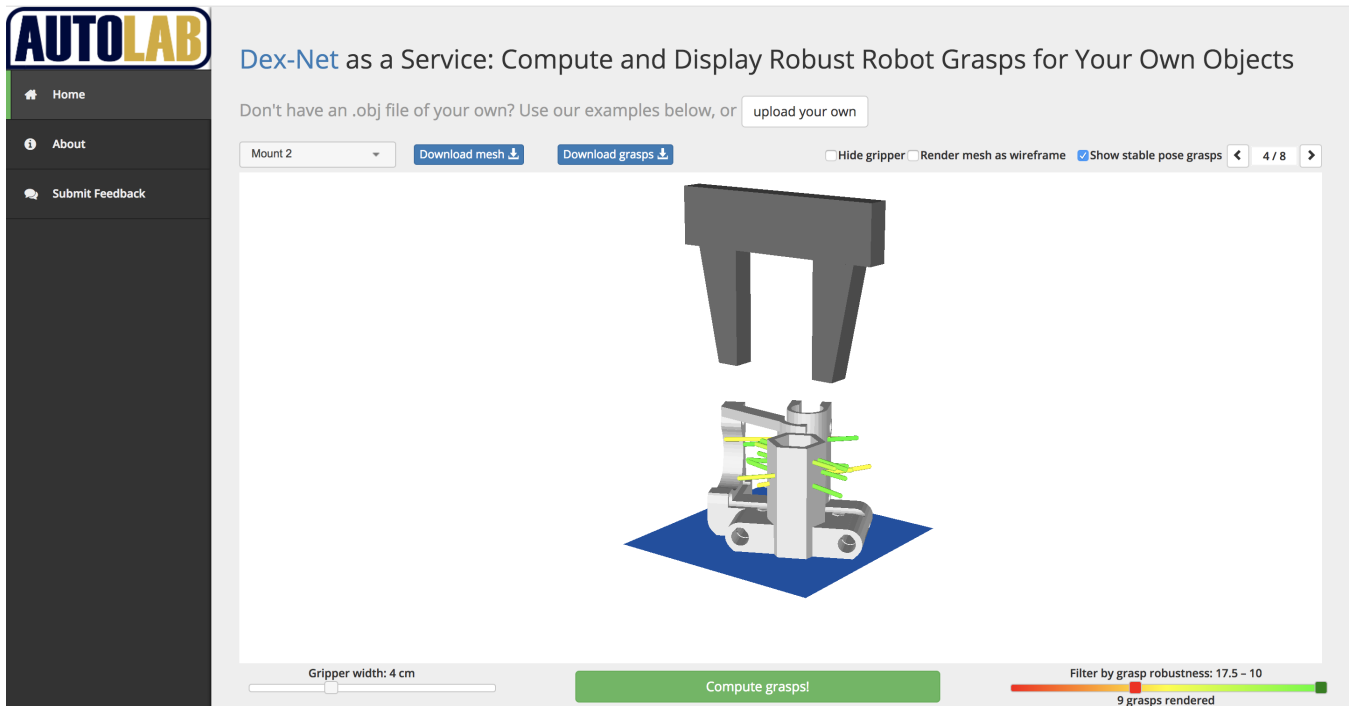 AUTOLAB
Home
About
Submit Feedback
Dex-Net as a Service: Compute and Display Robust Robot Grasps for Your Own Objects
Don't have an .obj file of your own? Use our examples below, or upload your own
Mount 2 Download mesh Download grasps Hide gripper Render mesh as wireframe Show stable pose grasps 4 / 8
Gripper width: 4 cm
Compute grasps!
Filter by grasp robustness: 17.5 – 10
9 grasps rendered